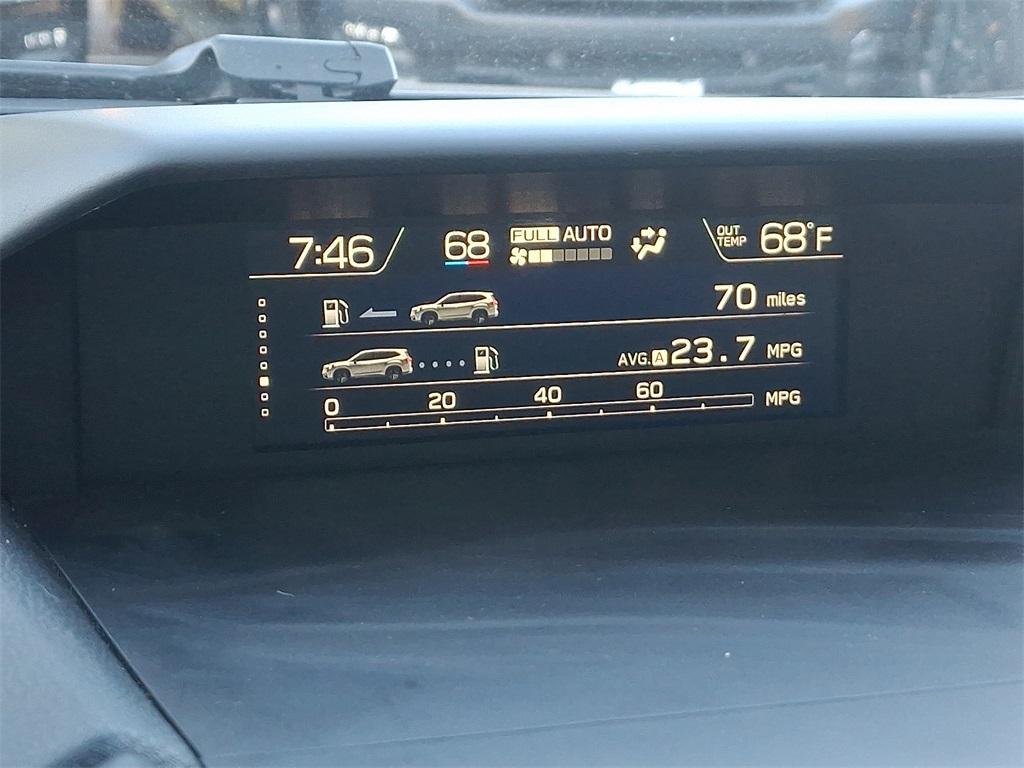 7:46 68 FULL AUTO OUT TEMP 68°F
70 miles
AVG. A 23.7 MPG
0 20 40 60 MPG